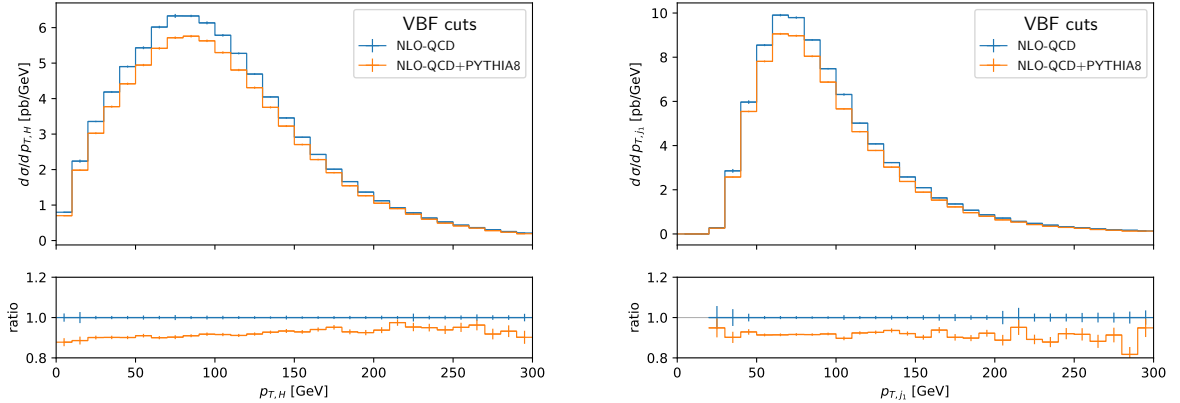 VBF cuts
NLO-QCD
NLO-QCD+PYTHIA8
dσ/dp_{T,H} [pb/GeV]
6
5
4
3
2
1
0
1.2
1.0
0.8
ratio
0 50 100 150 200 250 300
p_{T,H} [GeV]
VBF cuts
NLO-QCD
NLO-QCD+PYTHIA8
dσ/dp_{T,j_1} [pb/GeV]
10
8
6
4
2
0
1.2
1.0
0.8
ratio
0 50 100 150 200 250 300
p_{T,j_1} [GeV]